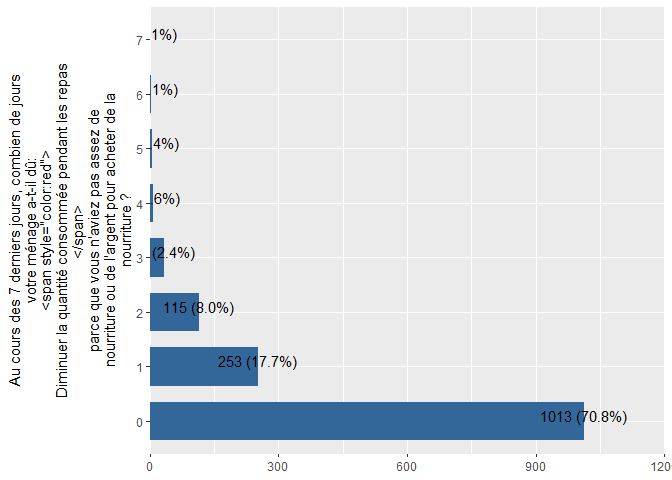 Au cours des 7 derniers jours, combien de jours
votre ménage a-t-il dû:
<span style="color:red">
Diminuer la quantité consommée pendant les repas
</span>
parce que vous n'aviez pas assez de
nourriture ou de l'argent pour acheter de la
nourriture ?
7 1%)
6 1%)
5 4%)
4 6%)
3 (2.4%)
2 115 (8.0%)
1 253 (17.7%)
0 1013 (70.8%)
0 300 600 900 120